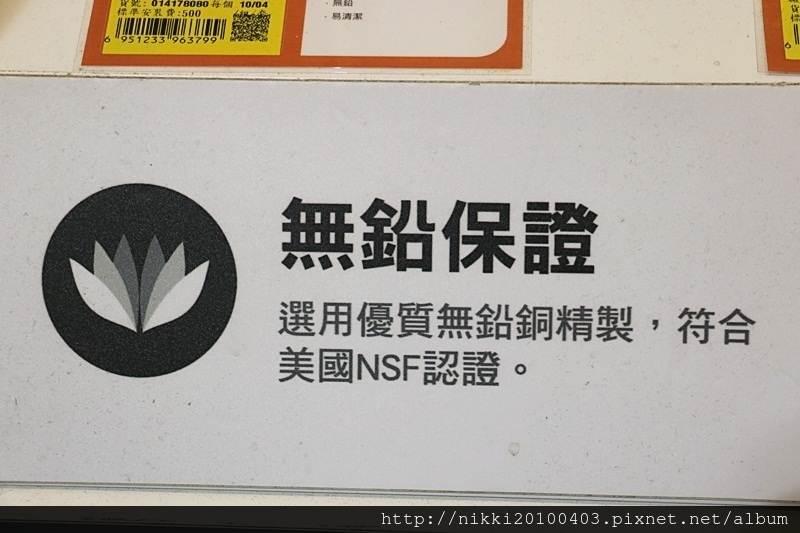 貨號: 014178080 每個 10/04
標準安裝費:500
6 951233 963799
· 無鉛
· 易清潔
無鉛保證
選用優質無鉛銅精製，符合
美國NSF認證。
http://nikki20100403.pixnet.net/album